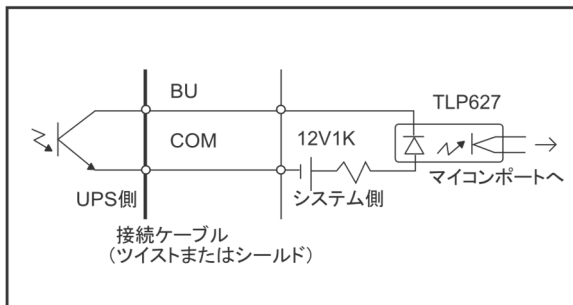 BU
TLP627
COM
12V1K
マイコンポートへ
UPS側
システム側
接続ケーブル
（ツイストまたはシールド）